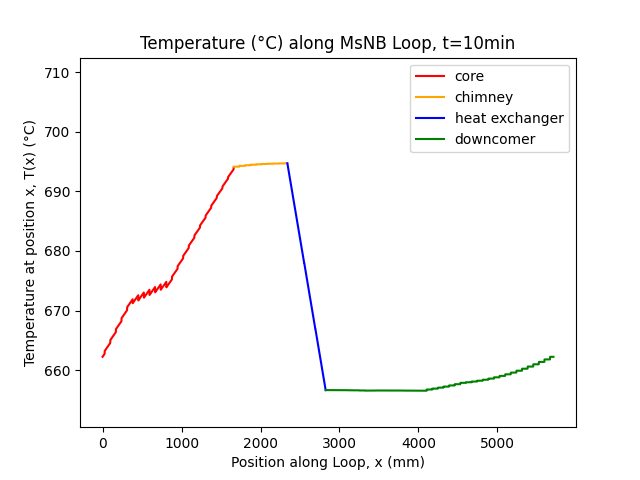 Temperature (°C) along MsNB Loop, t=10min
Temperature at position x, T(x) (°C)
710
700
690
680
670
660
core
chimney
heat exchanger
downcomer
0
1000
2000
3000
4000
5000
Position along Loop, x (mm)